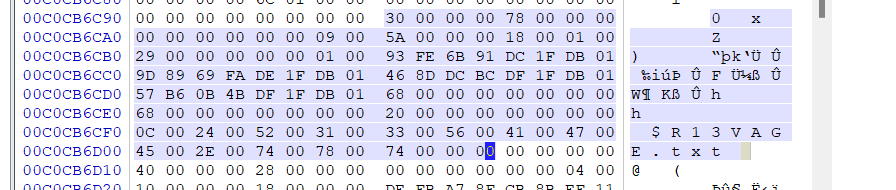 00C0CB6C90 00 00 00 00 00 00 00 00 30 00 00 00 78 00 00 00 0 x
00C0CB6CA0 00 00 00 00 00 00 09 00 5A 00 00 00 18 00 01 00 Z
00C0CB6CB0 29 00 00 00 00 00 01 00 93 FE 6B 91 DC 1F DB 01 ) “þk‘Ü Û
00C0CB6CC0 9D 89 69 FA DE 1F DB 01 46 8D DC BC DF 1F DB 01 ‰iúÞ Û F Ü¼ß Û
00C0CB6CD0 57 B6 0B 4B DF 1F DB 01 68 00 00 00 00 00 00 00 W¶ Kß Û h
00C0CB6CE0 68 00 00 00 00 00 00 00 20 00 00 00 00 00 00 00 h
00C0CB6CF0 0C 00 24 00 52 00 31 00 33 00 56 00 41 00 47 00 $R13VAG
00C0CB6D00 45 00 2E 00 74 00 78 00 74 00 00 00 00 00 00 00 E.txt
00C0CB6D10 40 00 00 00 28 00 00 00 00 00 00 00 00 00 04 00 @ (